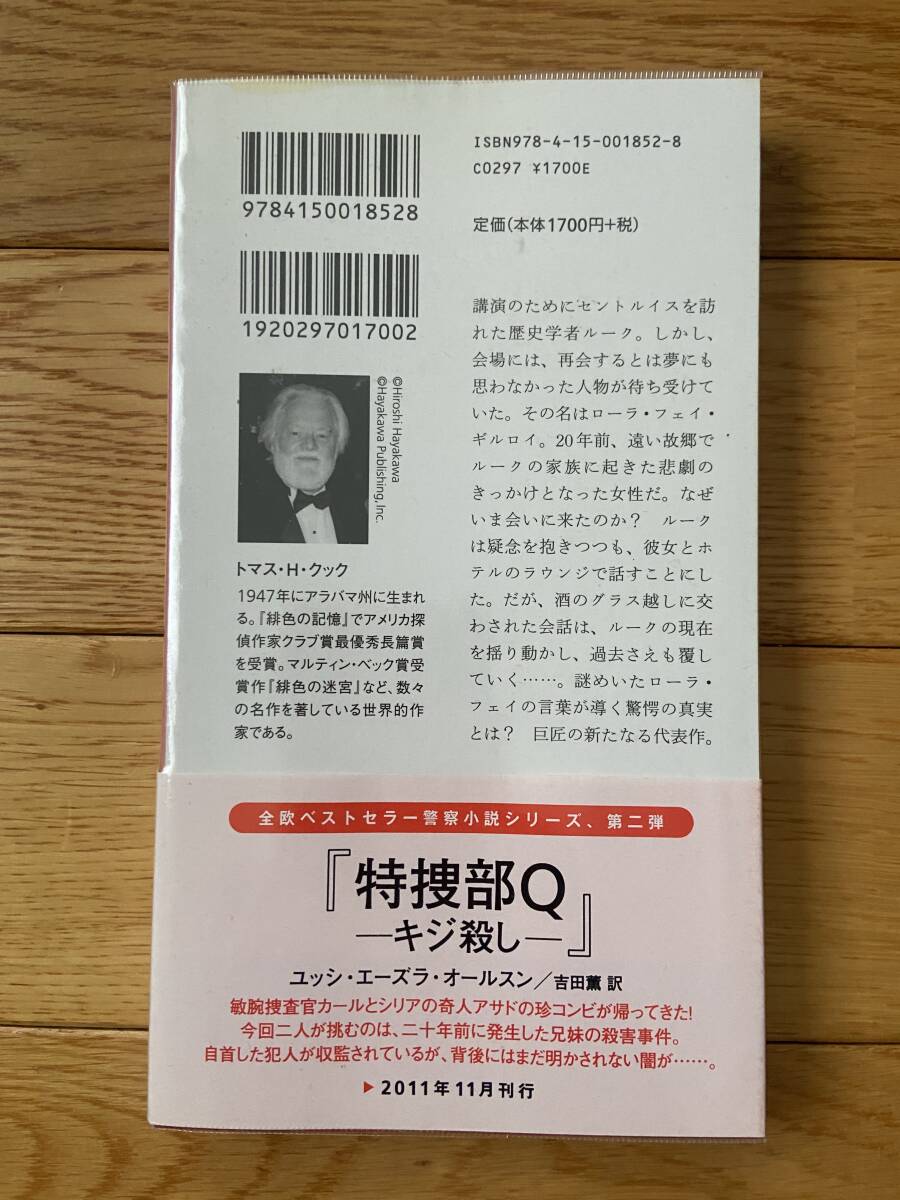 9784150018528
1920297017002
ISBN978-4-15-001852-8
C0297 ¥1700E
定価(本体1700円+税)
講演のためにセントルイスを訪
れた歴史学者ルーク。しかし、
会場には、再会するとは夢にも
思わなかった人物が待ち受けて
いた。その名はローラ・フェイ・
ギルロイ。20年前、遠い故郷で
ルークの家族に起きた悲劇の
きっかけとなった女性だ。なぜ
いま会いに来たのか? ルーク
は疑念を抱きつつも、彼女とホ
テルのラウンジで話すことにし
た。だが、酒のグラス越しに交
わされた会話は、ルークの現在
を揺り動かし、過去さえも覆し
ていく……。謎めいたローラ・
フェイの言葉が導く驚愕の真実
とは? 巨匠の新たなる代表作。
©Hiroshi Hayakawa
©Hayakawa Publishing,Inc.
トマス・H・クック
1947年にアラバマ州に生まれ
る。『緋色の記憶』でアメリカ探
偵作家クラブ賞最優秀長篇賞
を受賞。マルティン・ベック賞受
賞作『緋色の迷宮』など、数々
の名作を著している世界的作
家である。
全欧ベストセラー警察小説シリーズ、第二弾
『特捜部Q
―キジ殺し―』
ユッシ・エーズラ・オールスン/吉田薫 訳
敏腕捜査官カールとシリアの奇人アサドの珍コンビが帰ってきた!
今回二人が挑むのは、二十年前に発生した兄妹の殺害事件。
自首した犯人が収監されているが、背後にはまだ明かされない闇が……。
▶2011年11月刊行